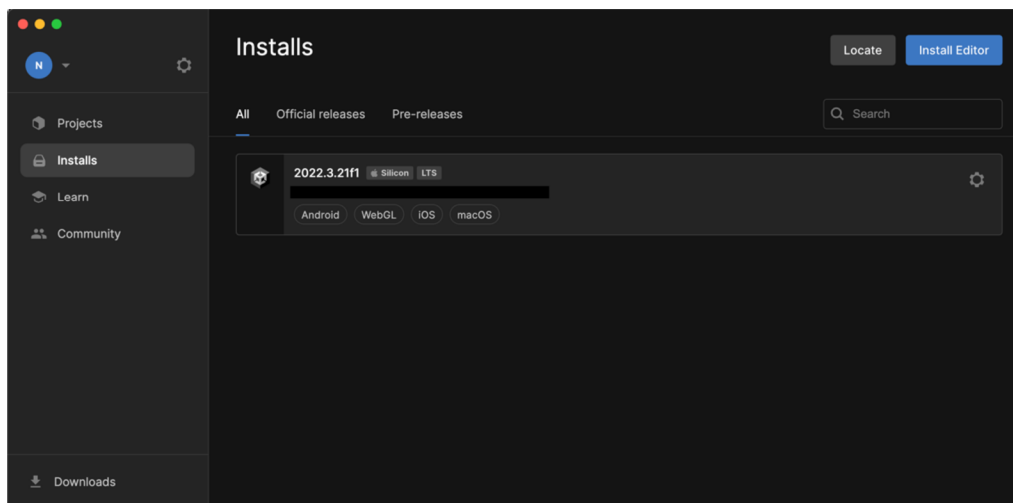 N
Installs
Locate
Install Editor
Projects
Installs
Learn
Community
All
Official releases
Pre-releases
Search
2022.3.21f1 Silicon LTS
Android WebGL iOS macOS
Downloads